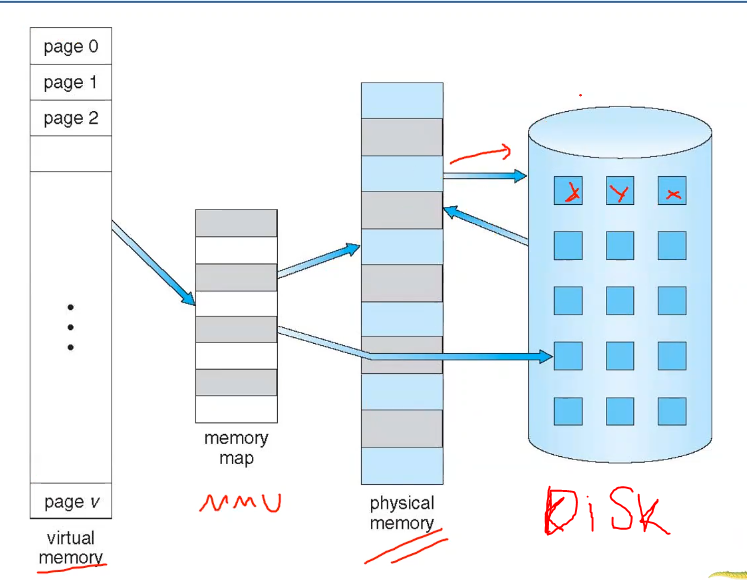 page 0
page 1
page 2
page v
virtual
memory
memory
map
MMU
physical
memory
DiSK
y
x